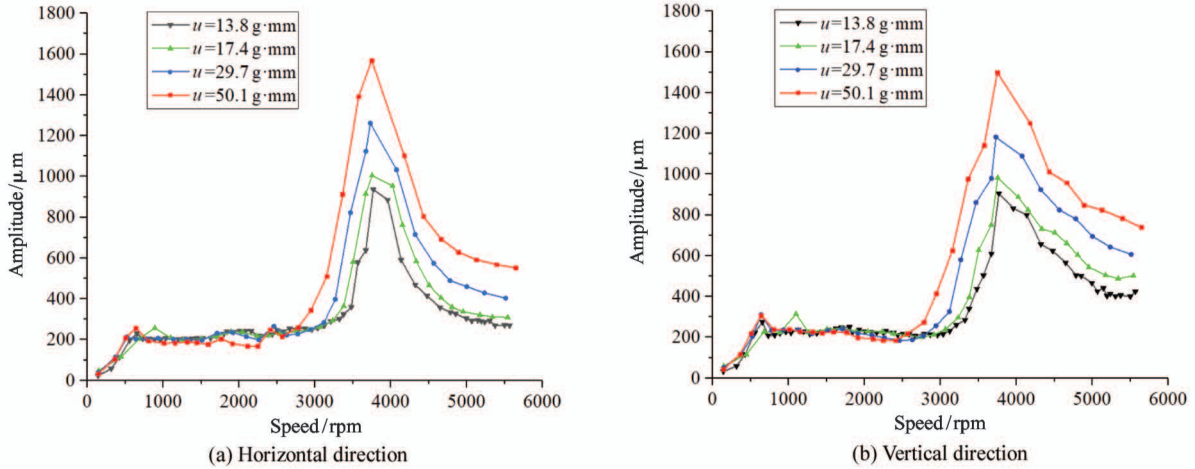 1800
1600
1400
1200
1000
800
600
400
200
0
Amplitude/μm
u=13.8 g·mm
u=17.4 g·mm
u=29.7 g·mm
u=50.1 g·mm
0 1000 2000 3000 4000 5000 6000
Speed/rpm
(a) Horizontal direction
1800
1600
1400
1200
1000
800
600
400
200
0
Amplitude/μm
u=13.8 g·mm
u=17.4 g·mm
u=29.7 g·mm
u=50.1 g·mm
0 1000 2000 3000 4000 5000 6000
Speed/rpm
(b) Vertical direction